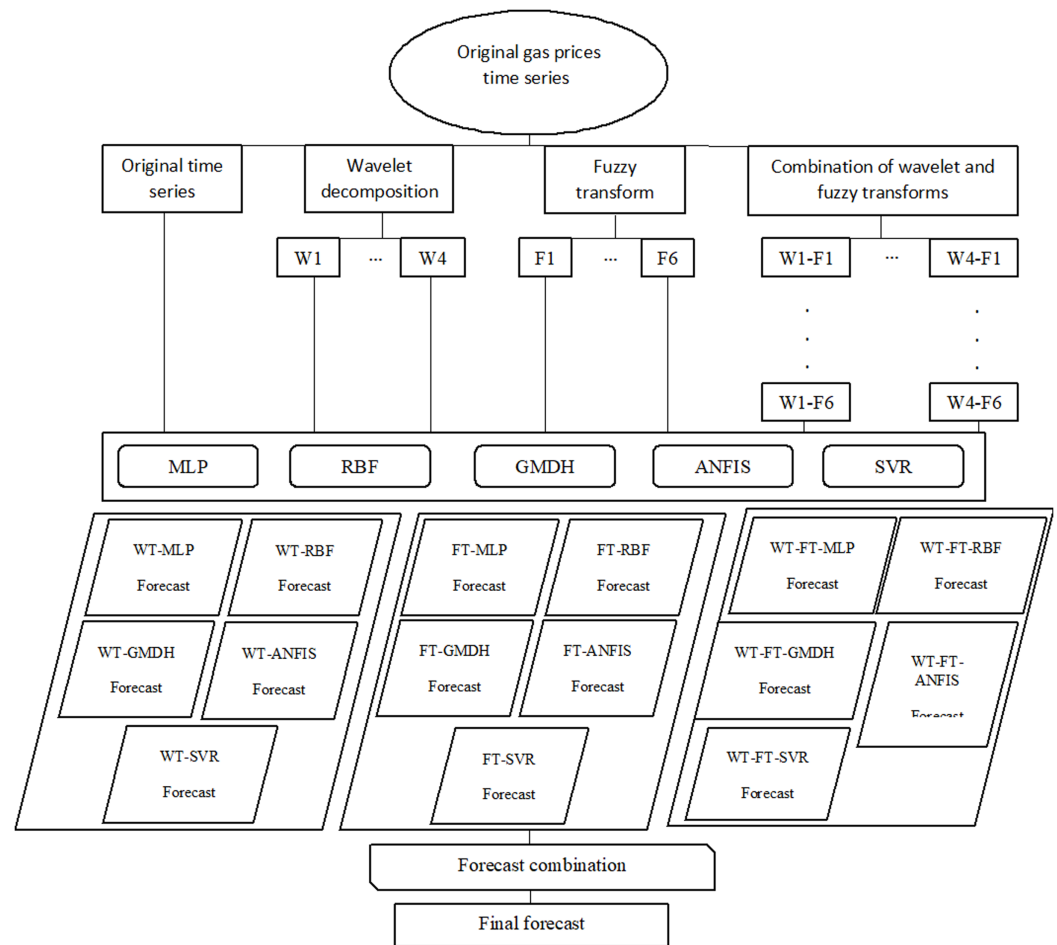 Original gas prices
time series
Original time
series
Wavelet
decomposition
Fuzzy
transform
Combination of wavelet and
fuzzy transforms
W1 ... W4
F1 ... F6
W1-F1 ... W4-F1
.
.
.
.
.
.
W1-F6
W4-F6
MLP
RBF
GMDH
ANFIS
SVR
WT-MLP
Forecast
WT-RBF
Forecast
WT-GMDH
Forecast
WT-ANFIS
Forecast
WT-SVR
Forecast
FT-MLP
Forecast
FT-RBF
Forecast
FT-GMDH
Forecast
FT-ANFIS
Forecast
FT-SVR
Forecast
WT-FT-MLP
Forecast
WT-FT-RBF
Forecast
WT-FT-GMDH
Forecast
WT-FT-
ANFIS
Forecast
WT-FT-SVR
Forecast
Forecast combination
Final forecast